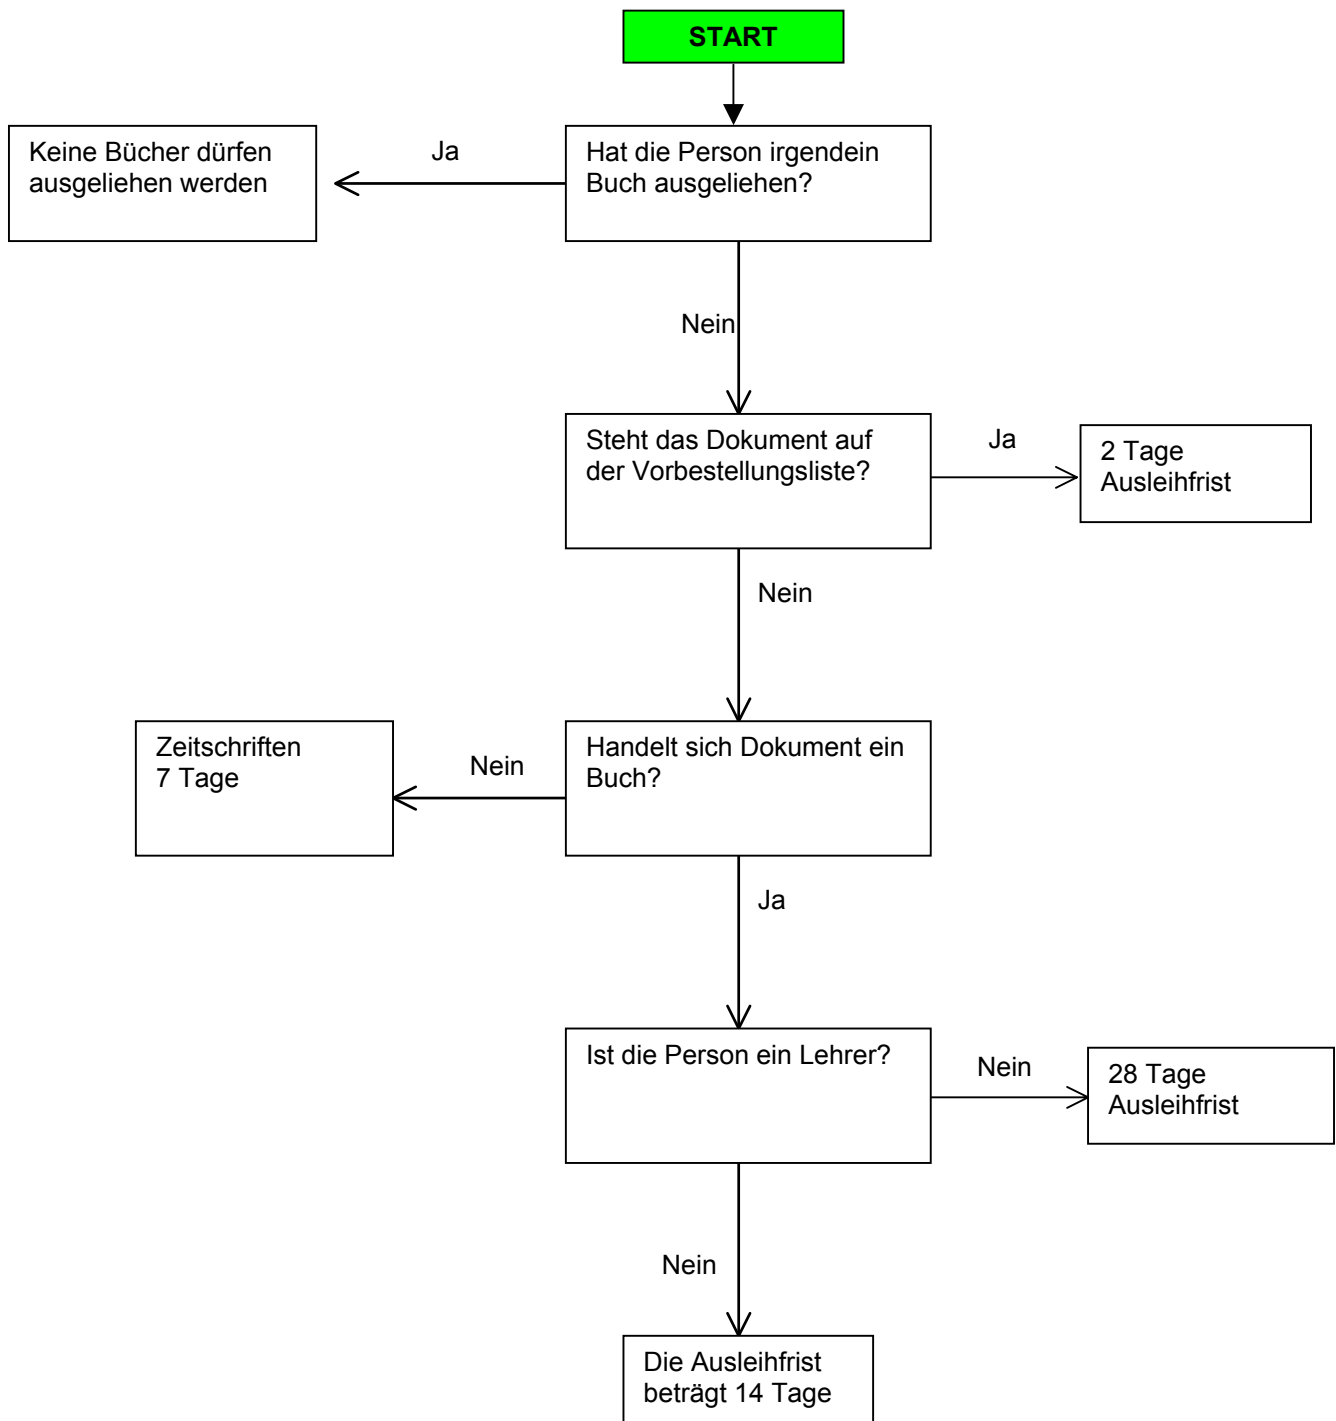 START
Keine Bücher dürfen
ausgeliehen werden
Ja
Hat die Person irgendein
Buch ausgeliehen?
Nein
Steht das Dokument auf
der Vorbestellungsliste?
Ja
2 Tage
Ausleihfrist
Nein
Zeitschriften
7 Tage
Nein
Handelt sich Dokument ein
Buch?
Ja
Ist die Person ein Lehrer?
Nein
28 Tage
Ausleihfrist
Nein
Die Ausleihfrist
beträgt 14 Tage